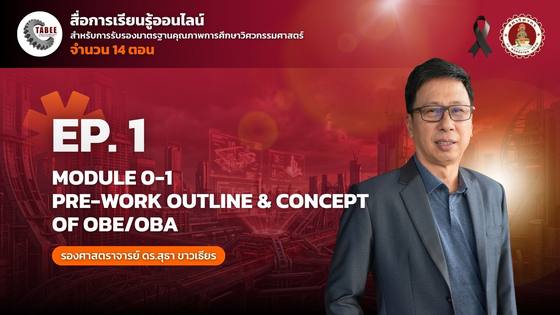 TABEE
สื่อการเรียนรู้ออนไลน์
สำหรับการรับรองมาตรฐานคุณภาพการศึกษาวิศวกรรมศาสตร์
จำนวน 14 ตอน
EP. 1
MODULE 0-1
PRE-WORK OUTLINE & CONCEPT
OF OBE/OBA
รองศาสตราจารย์ ดร.สุธา ขาวเธียร